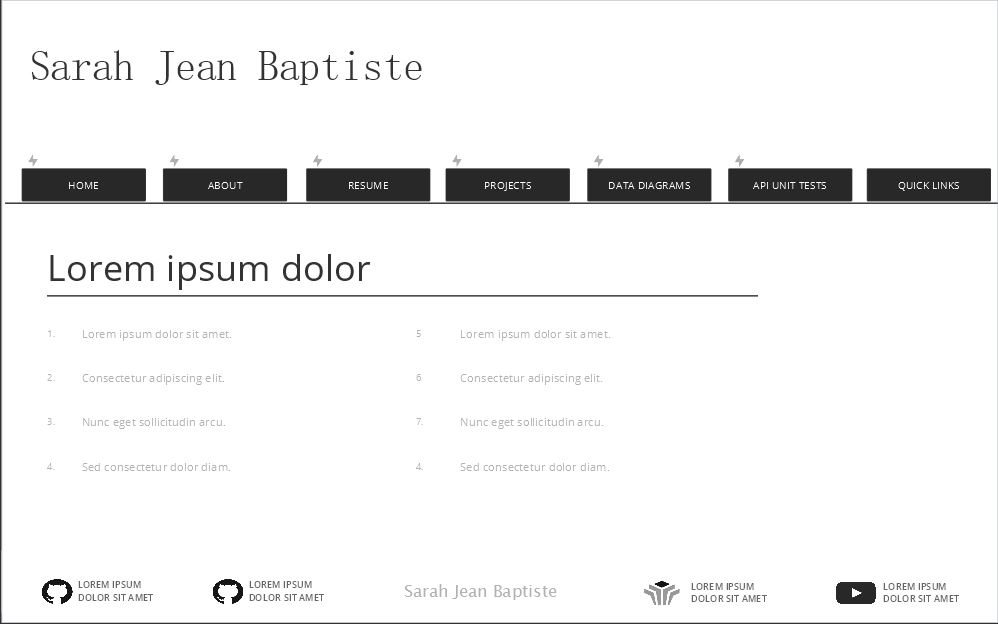 Sarah Jean Baptiste
HOME ABOUT RESUME PROJECTS DATA DIAGRAMS API UNIT TESTS QUICK LINKS
Lorem ipsum dolor
1. Lorem ipsum dolor sit amet. 5 Lorem ipsum dolor sit amet.
2. Consectetur adipiscing elit. 6 Consectetur adipiscing elit.
3. Nunc eget sollicitudin arcu. 7. Nunc eget sollicitudin arcu.
4. Sed consectetur dolor diam. 4. Sed consectetur dolor diam.
LOREM IPSUM LOREM IPSUM Sarah Jean Baptiste LOREM IPSUM LOREM IPSUM
DOLOR SIT AMET DOLOR SIT AMET DOLOR SIT AMET DOLOR SIT AMET